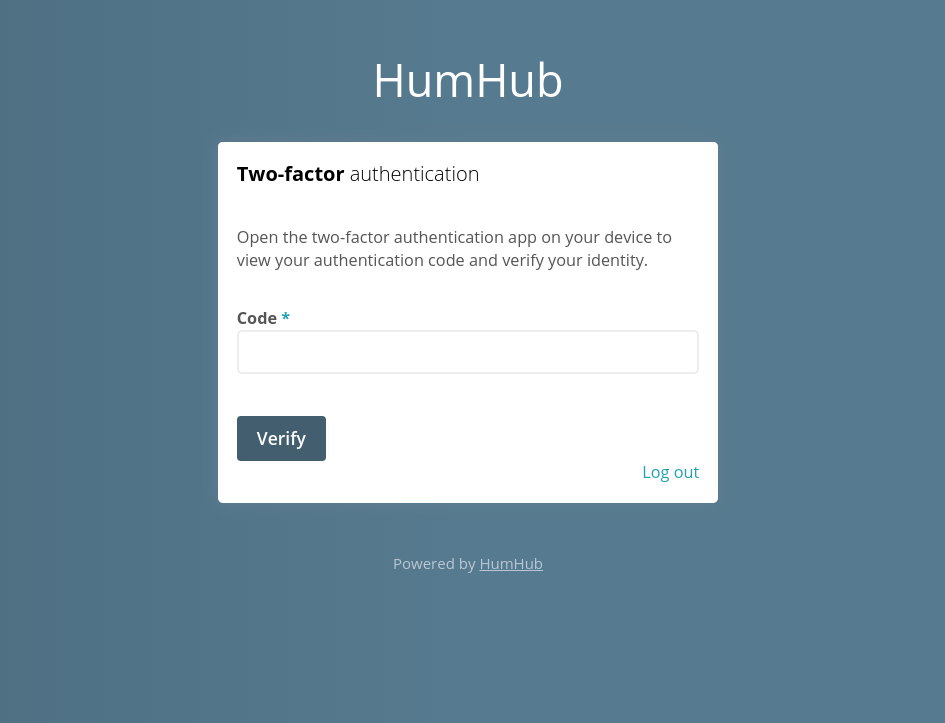 HumHub
Two-factor authentication
Open the two-factor authentication app on your device to
view your authentication code and verify your identity.
Code *
Verify
Log out
Powered by HumHub